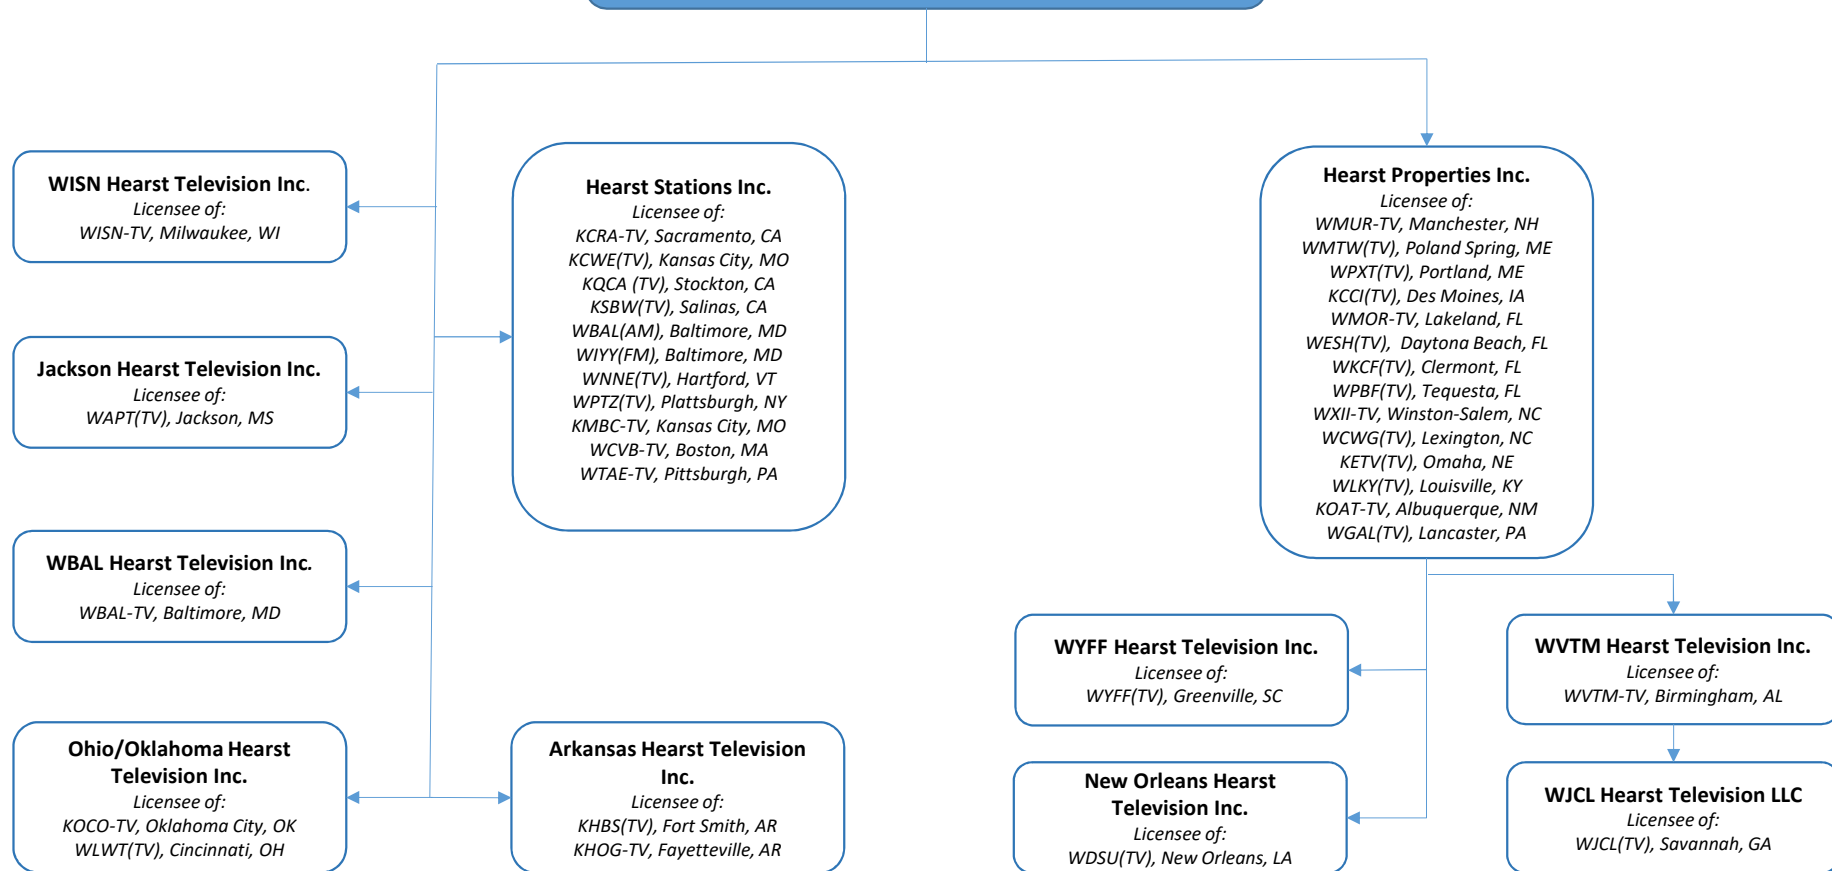 WISN Hearst Television Inc.
Licensee of:
WISN-TV, Milwaukee, WI
Jackson Hearst Television Inc.
Licensee of:
WAPT(TV), Jackson, MS
WBAL Hearst Television Inc.
Licensee of:
WBAL-TV, Baltimore, MD
Ohio/Oklahoma Hearst
Television Inc.
Licensee of:
KOCO-TV, Oklahoma City, OK
WLWT(TV), Cincinnati, OH
Hearst Stations Inc.
Licensee of:
KCRA-TV, Sacramento, CA
KCWE(TV), Kansas City, MO
KQCA (TV), Stockton, CA
KSBW(TV), Salinas, CA
WBAL(AM), Baltimore, MD
WIYY(FM), Baltimore, MD
WNNE(TV), Hartford, VT
WPTZ(TV), Plattsburgh, NY
KMBC-TV, Kansas City, MO
WCVB-TV, Boston, MA
WTAE-TV, Pittsburgh, PA
Arkansas Hearst Television
Inc.
Licensee of:
KHBS(TV), Fort Smith, AR
KHOG-TV, Fayetteville, AR
Hearst Properties Inc.
Licensee of:
WMUR-TV, Manchester, NH
WMTW(TV), Poland Spring, ME
WPXT(TV), Portland, ME
KCCI(TV), Des Moines, IA
WMOR-TV, Lakeland, FL
WESH(TV), Daytona Beach, FL
WKCF(TV), Clermont, FL
WPBF(TV), Tequesta, FL
WXII-TV, Winston-Salem, NC
WCWG(TV), Lexington, NC
KETV(TV), Omaha, NE
WLKY(TV), Louisville, KY
KOAT-TV, Albuquerque, NM
WGAL(TV), Lancaster, PA
WYFF Hearst Television Inc.
Licensee of:
WYFF(TV), Greenville, SC
New Orleans Hearst
Television Inc.
Licensee of:
WDSU(TV), New Orleans, LA
WVTM Hearst Television Inc.
Licensee of:
WVTM-TV, Birmingham, AL
WJCL Hearst Television LLC
Licensee of:
WJCL(TV), Savannah, GA